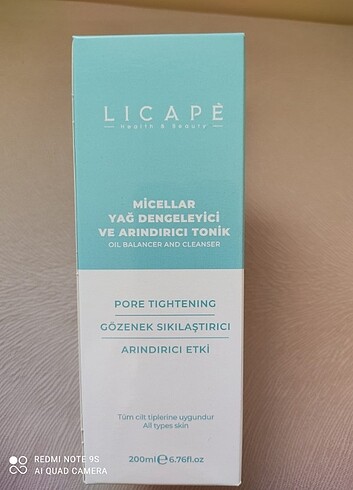 LICAPÊ
Health & Beauty
MİCELLAR
YAĞ DENGELEYİCİ
VE ARINDIRICI TONİK
OIL BALANCER AND CLEANSER
PORE TIGHTENING
GÖZENEK SIKILAŞTIRICI
ARINDIRICI ETKİ
Tüm cilt tiplerine uygundur
All types skin
200ml℮6.76fl.oz
REDMI NOTE 9S
AI QUAD CAMERA